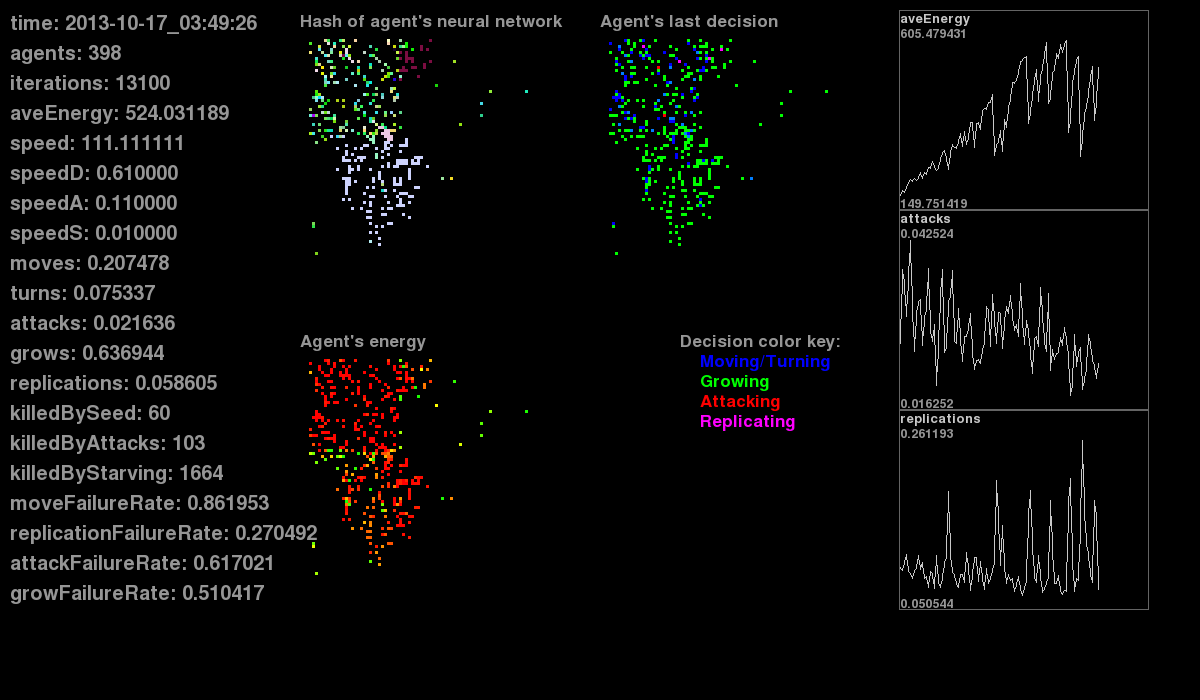 time: 2013-10-17_03:49:26
agents: 398
iterations: 13100
aveEnergy: 524.031189
speed: 111.111111
speedD: 0.610000
speedA: 0.110000
speedS: 0.010000
moves: 0.207478
turns: 0.075337
attacks: 0.021636
grows: 0.636944
replications: 0.058605
killedBySeed: 60
killedByAttacks: 103
killedByStarving: 1664
moveFailureRate: 0.861953
replicationFailureRate: 0.270492
attackFailureRate: 0.617021
growFailureRate: 0.510417
Hash of agent's neural network
Agent's last decision
Agent's energy
Decision color key:
Moving/Turning
Growing
Attacking
Replicating
aveEnergy
605.479431
149.751419
attacks
0.042524
0.016252
replications
0.261193
0.050544